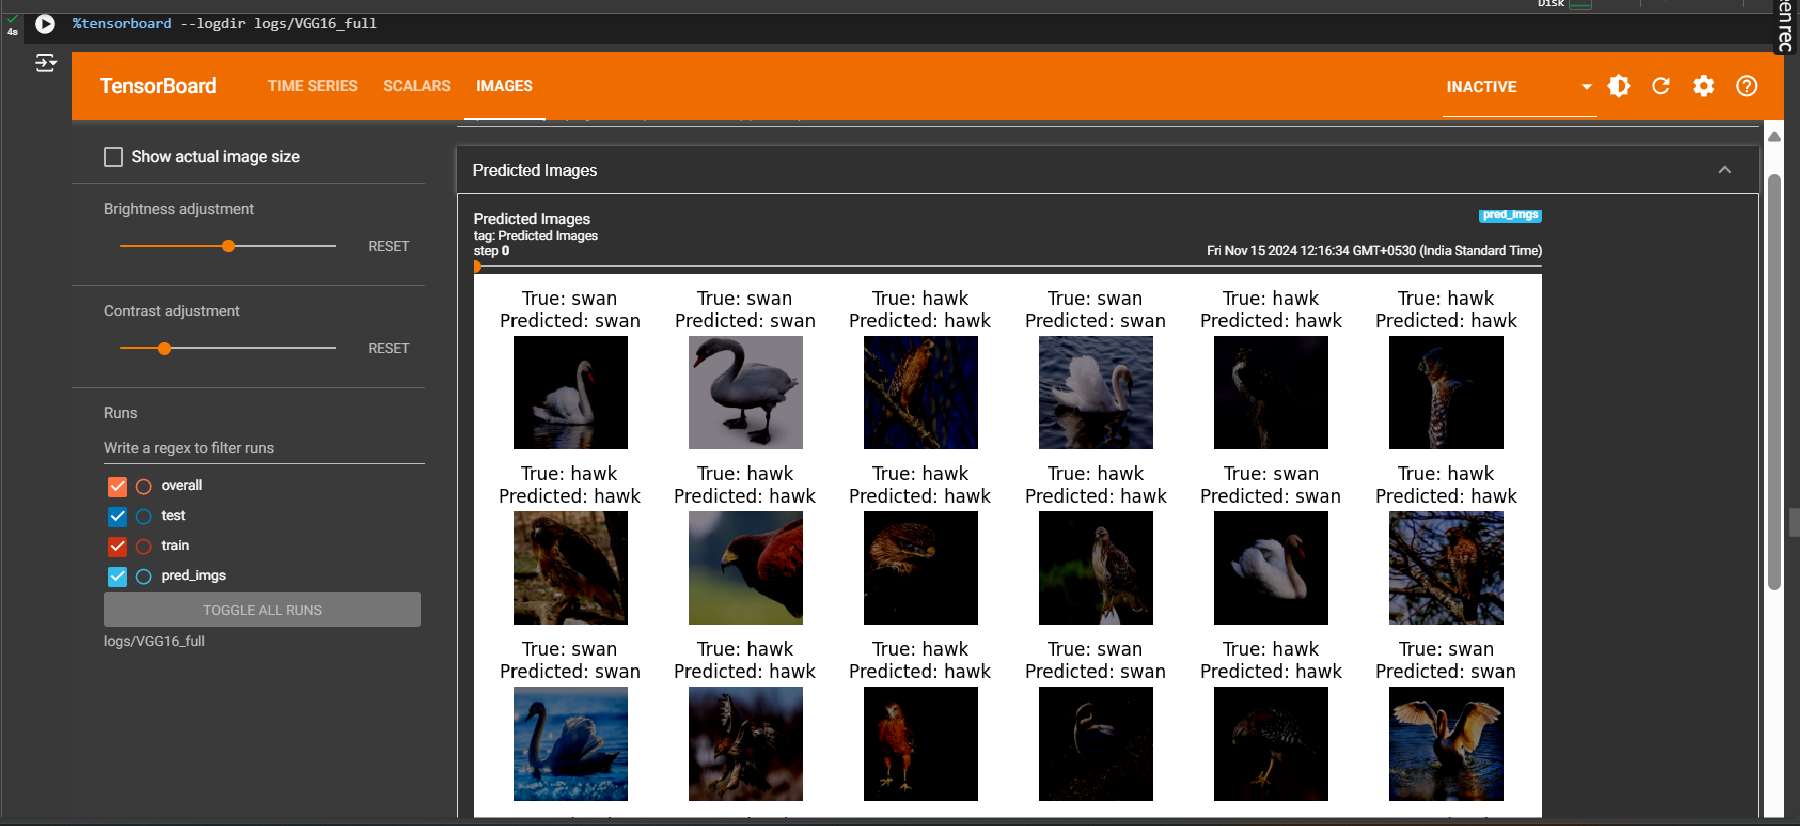 Disk
%tensorboard --logdir logs/VGG16_full
4s
een rec
TensorBoard
TIME SERIES
SCALARS
IMAGES
INACTIVE
Show actual image size
Brightness adjustment
RESET
Contrast adjustment
RESET
Runs
Write a regex to filter runs
overall
test
train
pred_imgs
TOGGLE ALL RUNS
logs/VGG16_full
Predicted Images
Predicted Images
pred_imgs
tag: Predicted Images
step 0
Fri Nov 15 2024 12:16:34 GMT+0530 (India Standard Time)
True: swan True: swan True: hawk True: swan True: hawk True: hawk
Predicted: swan Predicted: swan Predicted: hawk Predicted: swan Predicted: hawk Predicted: hawk
True: hawk True: hawk True: hawk True: hawk True: swan True: hawk
Predicted: hawk Predicted: hawk Predicted: hawk Predicted: hawk Predicted: swan Predicted: hawk
True: swan True: hawk True: hawk True: swan True: hawk True: swan
Predicted: swan Predicted: hawk Predicted: hawk Predicted: swan Predicted: hawk Predicted: swan